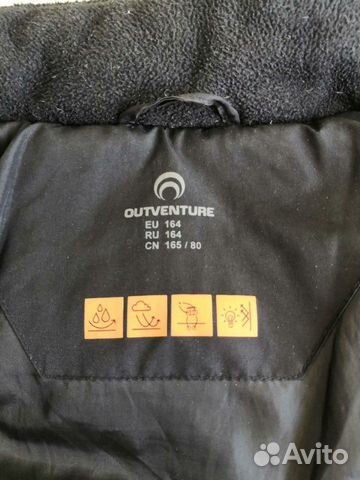 OUTVENTURE
EU 164
RU 164
CN 165 / 80
Avito